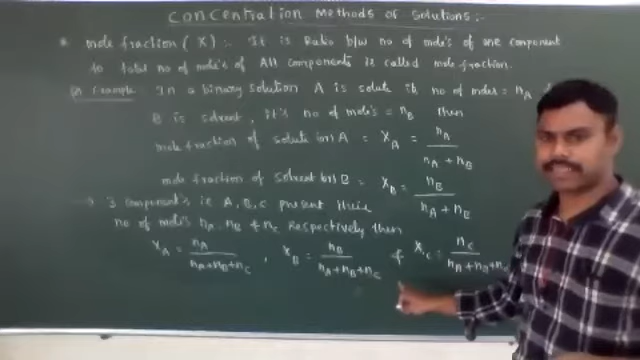 Concentration Methods of Solutions:-
* mole fraction (X) :- It is Ratio b/w no of mole's of one component
to total no of mole's of All components is called mole fraction.
Example In a binary solution A is solute its no of moles = nA
B is solvent, It's no of mole's = nB then
mole fraction of solute (or) A = XA = nA / nA + nB
mole fraction of solvent (or) B = XB = nB / nA + nB
→ 3 components i.e A, B, C present their
no of mole's nA, nB & nC respectively then
XA = nA / nA+nB+nC , XB = nB / nA+nB+nC & XC = nC / nA+nB+nC